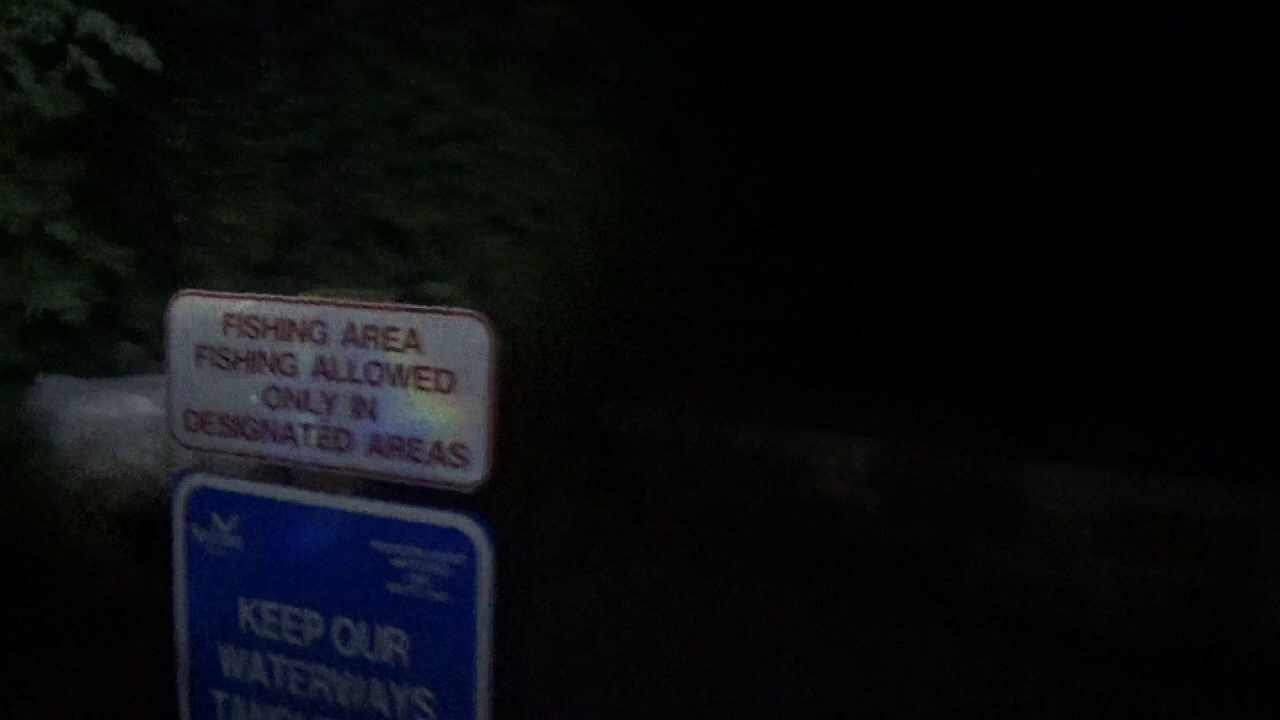 FISHING AREA
FISHING ALLOWED
ONLY IN
DESIGNATED AREAS
KEEP OUR
WATERWAYS